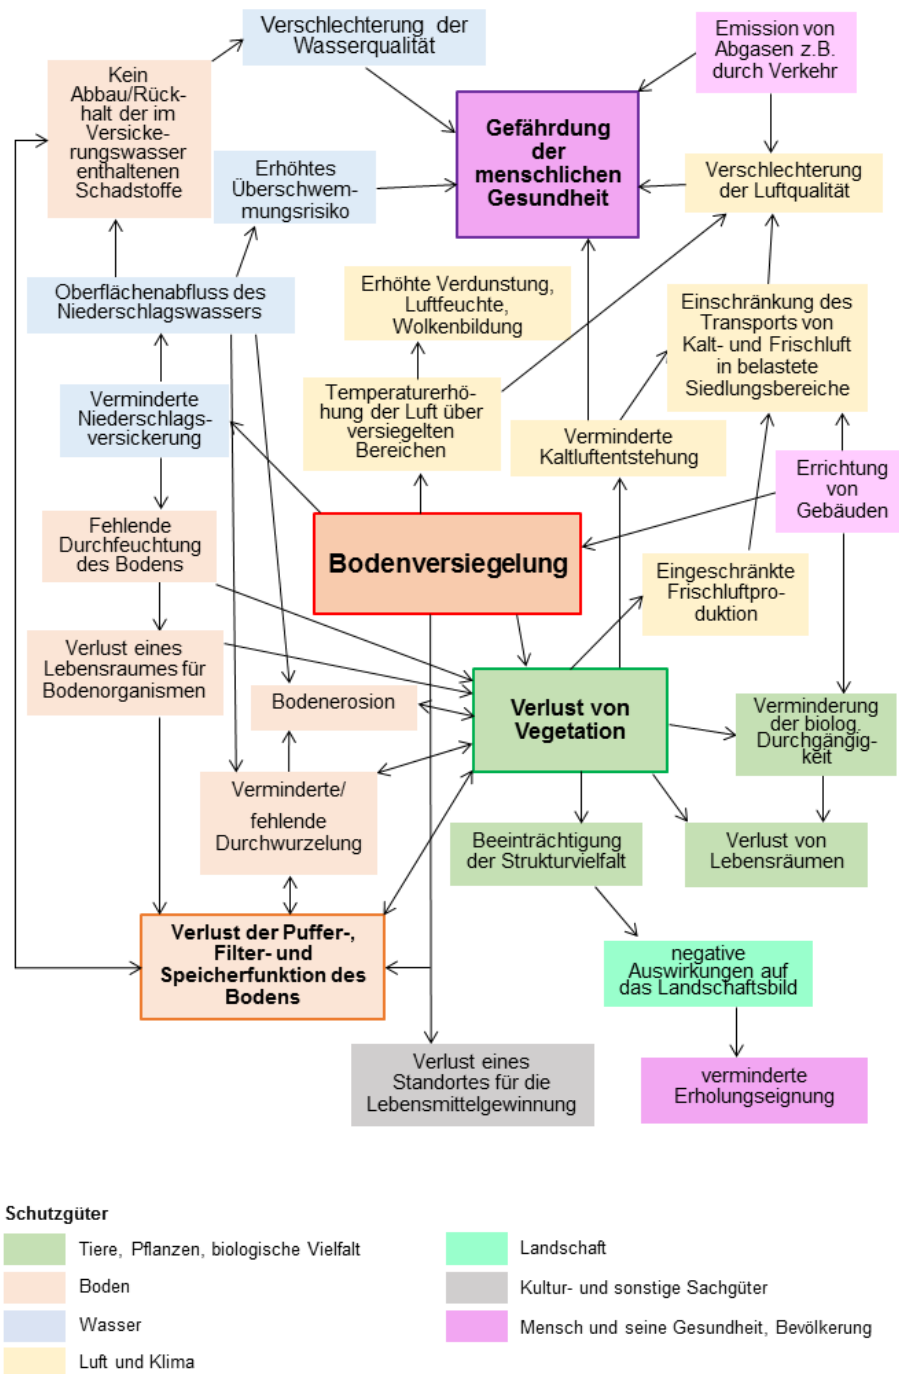 Verschlechterung der
Wasserqualität
Emission von
Abgasen z.B.
durch Verkehr
Kein
Abbau/Rück-
halt der im
Versicke-
rungswasser
enthaltenen
Schadstoffe
Gefährdung
der
menschlichen
Gesundheit
Erhöhtes
Überschwem-
mungsrisiko
Verschlechterung
der Luftqualität
Oberflächenabfluss des
Niederschlagswassers
Erhöhte Verdunstung,
Luftfeuchte,
Wolkenbildung
Einschränkung des
Transports von
Kalt- und Frischluft
in belastete
Siedlungsbereiche
Verminderte
Niederschlags-
versickerung
Temperaturerhö-
hung der Luft über
versiegelten
Bereichen
Verminderte
Kaltluftentstehung
Errichtung
von
Gebäuden
Fehlende
Durchfeuchtung
des Bodens
Bodenversiegelung
Eingeschränkte
Frischluftpro-
duktion
Verlust eines
Lebensraumes für
Bodenorganismen
Bodenerosion
Verlust von
Vegetation
Verminderung
der biolog.
Durchgängig-
keit
Verminderte/
fehlende
Durchwurzelung
Beeinträchtigung
der Strukturvielfalt
Verlust von
Lebensräumen
Verlust der Puffer-,
Filter- und
Speicherfunktion des
Bodens
negative
Auswirkungen auf
das Landschaftsbild
Verlust eines
Standortes für die
Lebensmittelgewinnung
verminderte
Erholungseignung
Schutzgüter
Tiere, Pflanzen, biologische Vielfalt
Boden
Wasser
Luft und Klima
Landschaft
Kultur- und sonstige Sachgüter
Mensch und seine Gesundheit, Bevölkerung